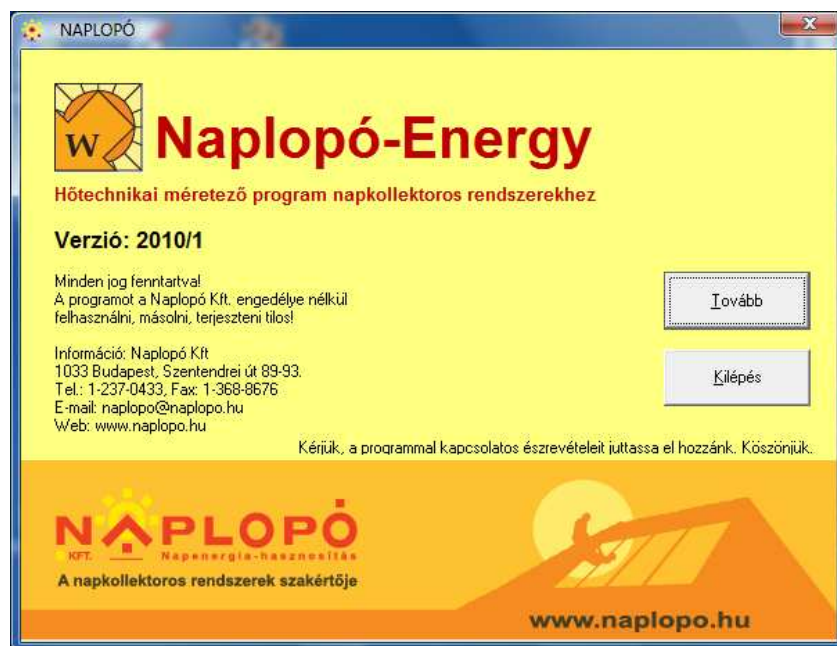 NAPLOPÓ
W
Naplopó-Energy
Hőtechnikai méretező program napkollektoros rendszerekhez
Verzió: 2010/1
Minden jog fenntartva!
A programot a Naplopó Kft. engedélye nélkül
felhasználni, másolni, terjeszteni tilos!
Tovább
Információ: Naplopó Kft
1033 Budapest, Szentendrei út 89-93.
Tel.: 1-237-0433, Fax: 1-368-8676
E-mail: naplopo@naplopo.hu
Web: www.naplopo.hu
Kilépés
Kérjük, a programmal kapcsolatos észrevételeit juttassa el hozzánk. Köszönjük.
NAPLOPÓ
KFT. Napenergia-hasznosítás
A napkollektoros rendszerek szakértője
www.naplopo.hu